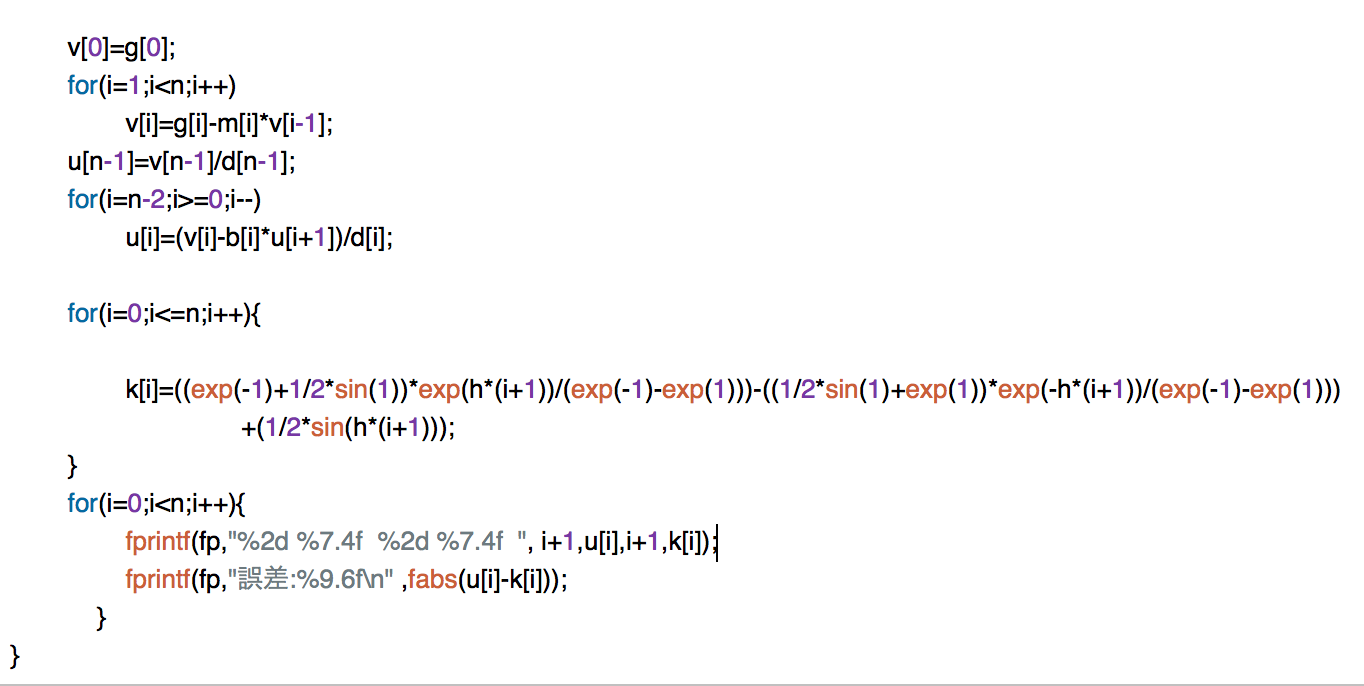 v[0]=g[0];
for(i=1;i<n;i++)
v[i]=g[i]-m[i]*v[i-1];
u[n-1]=v[n-1]/d[n-1];
for(i=n-2;i>=0;i--)
u[i]=(v[i]-b[i]*u[i+1])/d[i];
for(i=0;i<=n;i++){
k[i]=((exp(-1)+1/2*sin(1))*exp(h*(i+1))/(exp(-1)-exp(1)))-((1/2*sin(1)+exp(1))*exp(-h*(i+1))/(exp(-1)-exp(1)))
+(1/2*sin(h*(i+1)));
}
for(i=0;i<n;i++){
fprintf(fp,"%2d %7.4f  %2d %7.4f  ", i+1,u[i],i+1,k[i]);
fprintf(fp,"誤差:%9.6f\n" ,fabs(u[i]-k[i]));
}
}